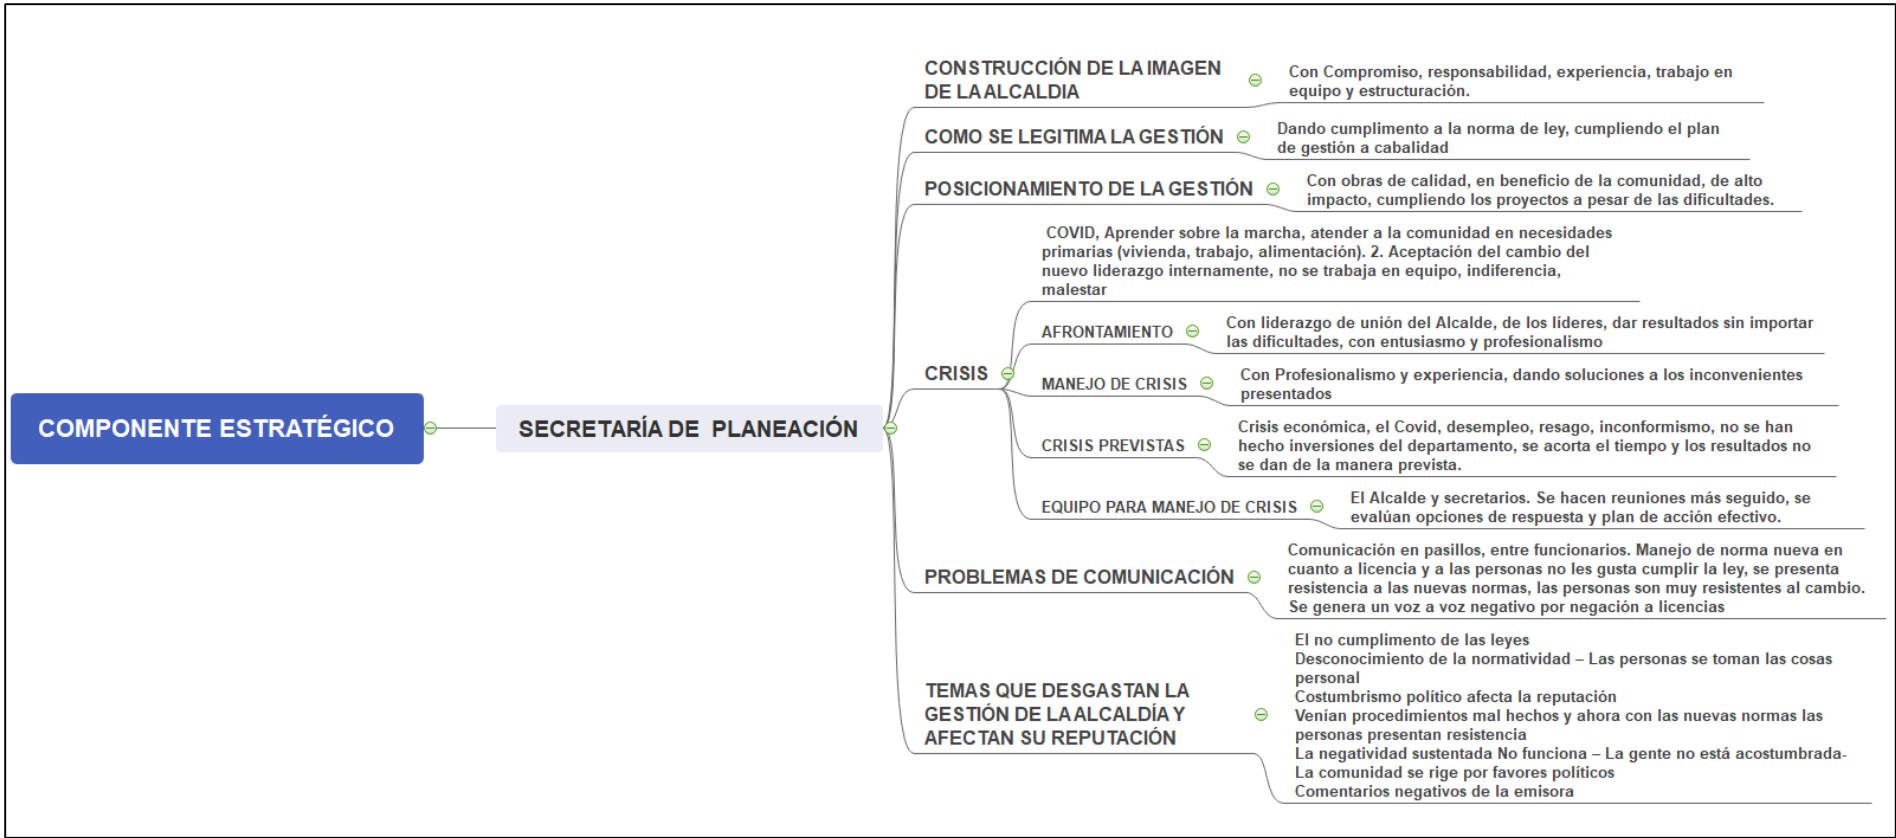 COMPONENTE ESTRATÉGICO
SECRETARÍA DE PLANEACIÓN
CONSTRUCCIÓN DE LA IMAGEN
DE LA ALCALDIA
Con Compromiso, responsabilidad, experiencia, trabajo en
equipo y estructuración.
COMO SE LEGITIMA LA GESTIÓN
Dando cumplimento a la norma de ley, cumpliendo el plan
de gestión a cabalidad
POSICIONAMIENTO DE LA GESTIÓN
Con obras de calidad, en beneficio de la comunidad, de alto
impacto, cumpliendo los proyectos a pesar de las dificultades.
CRISIS
COVID, Aprender sobre la marcha, atender a la comunidad en necesidades
primarias (vivienda, trabajo, alimentación). 2. Aceptación del cambio del
nuevo liderazgo internamente, no se trabaja en equipo, indiferencia,
malestar
AFRONTAMIENTO
Con liderazgo de unión del Alcalde, de los líderes, dar resultados sin importar
las dificultades, con entusiasmo y profesionalismo
MANEJO DE CRISIS
Con Profesionalismo y experiencia, dando soluciones a los inconvenientes
presentados
CRISIS PREVISTAS
Crisis económica, el Covid, desempleo, resago, inconformismo, no se han
hecho inversiones del departamento, se acorta el tiempo y los resultados no
se dan de la manera prevista.
EQUIPO PARA MANEJO DE CRISIS
El Alcalde y secretarios. Se hacen reuniones más seguido, se
evalúan opciones de respuesta y plan de acción efectivo.
PROBLEMAS DE COMUNICACIÓN
Comunicación en pasillos, entre funcionarios. Manejo de norma nueva en
cuanto a licencia y a las personas no les gusta cumplir la ley, se presenta
resistencia a las nuevas normas, las personas son muy resistentes al cambio.
Se genera un voz a voz negativo por negación a licencias
TEMAS QUE DESGASTAN LA
GESTIÓN DE LA ALCALDÍA Y
AFECTAN SU REPUTACIÓN
El no cumplimento de las leyes
Desconocimiento de la normatividad – Las personas se toman las cosas
personal
Costumbrismo político afecta la reputación
Venían procedimientos mal hechos y ahora con las nuevas normas las
personas presentan resistencia
La negatividad sustentada No funciona – La gente no está acostumbrada-
La comunidad se rige por favores políticos
Comentarios negativos de la emisora